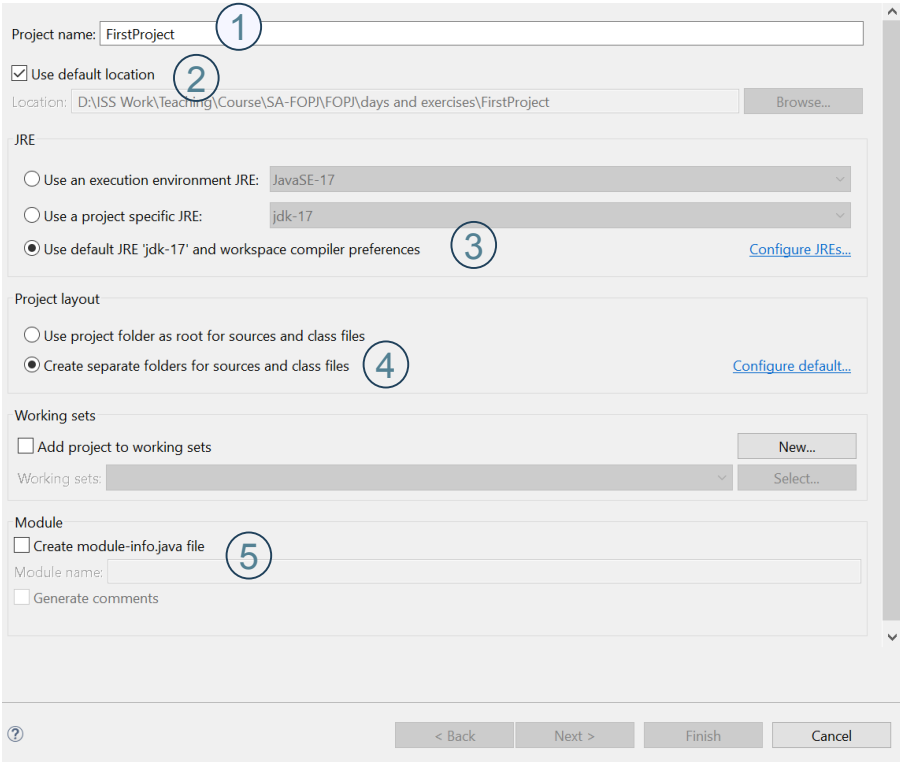 Project name: FirstProject 1
Use default location 2
Location: D:\ISS Work\Teaching\Course\SA-FOPJ\FOPJ\days and exercises\FirstProject Browse...
JRE
Use an execution environment JRE: JavaSE-17
Use a project specific JRE: jdk-17
Use default JRE 'jdk-17' and workspace compiler preferences 3 Configure JREs...
Project layout
Use project folder as root for sources and class files
Create separate folders for sources and class files 4 Configure default...
Working sets
Add project to working sets New...
Working sets: Select...
Module
Create module-info.java file 5
Module name:
Generate comments
? < Back Next > Finish Cancel